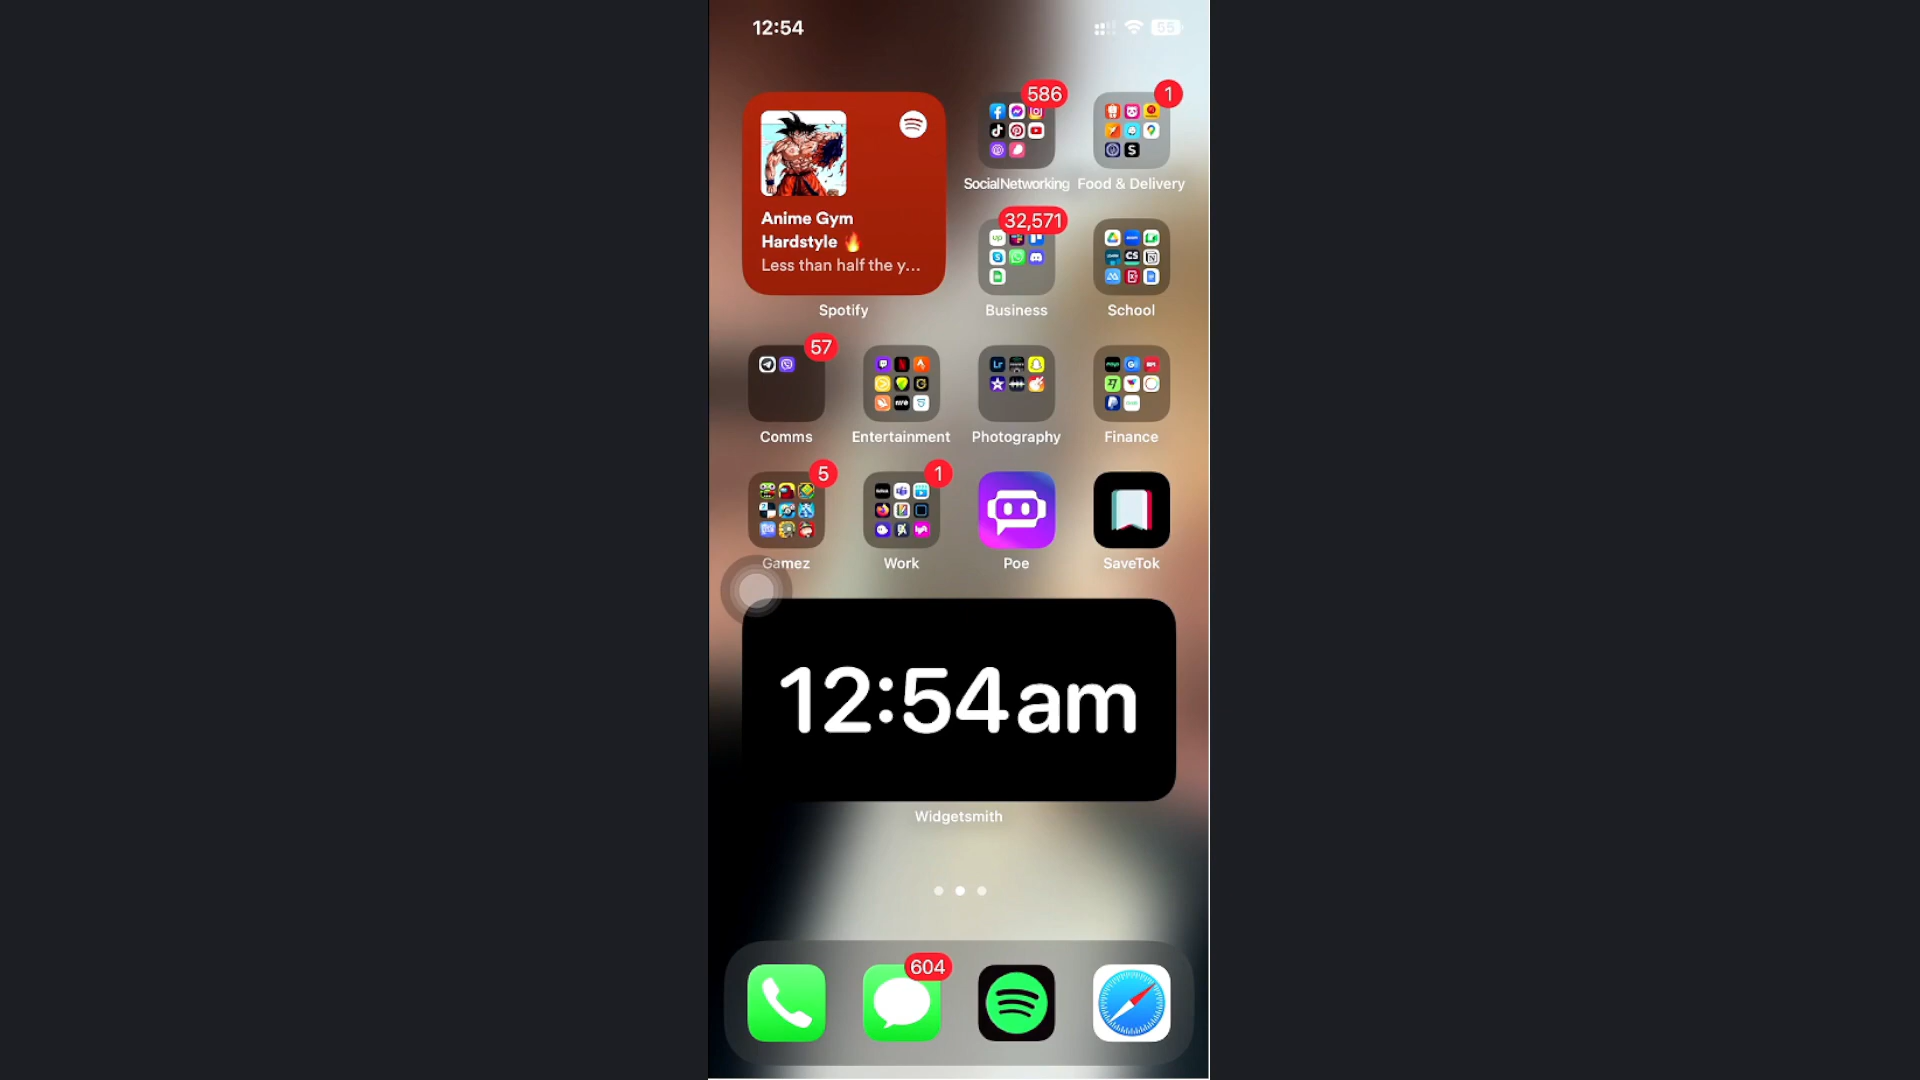 12:54
55
586
1
Anime Gym
Hardstyle 🔥
Less than half the y...
Spotify
SocialNetworking
Food & Delivery
32,571
Business
School
57
Comms
Entertainment
Photography
Finance
5
1
Gamez
Work
Poe
SaveTok
12:54am
Widgetsmith
604